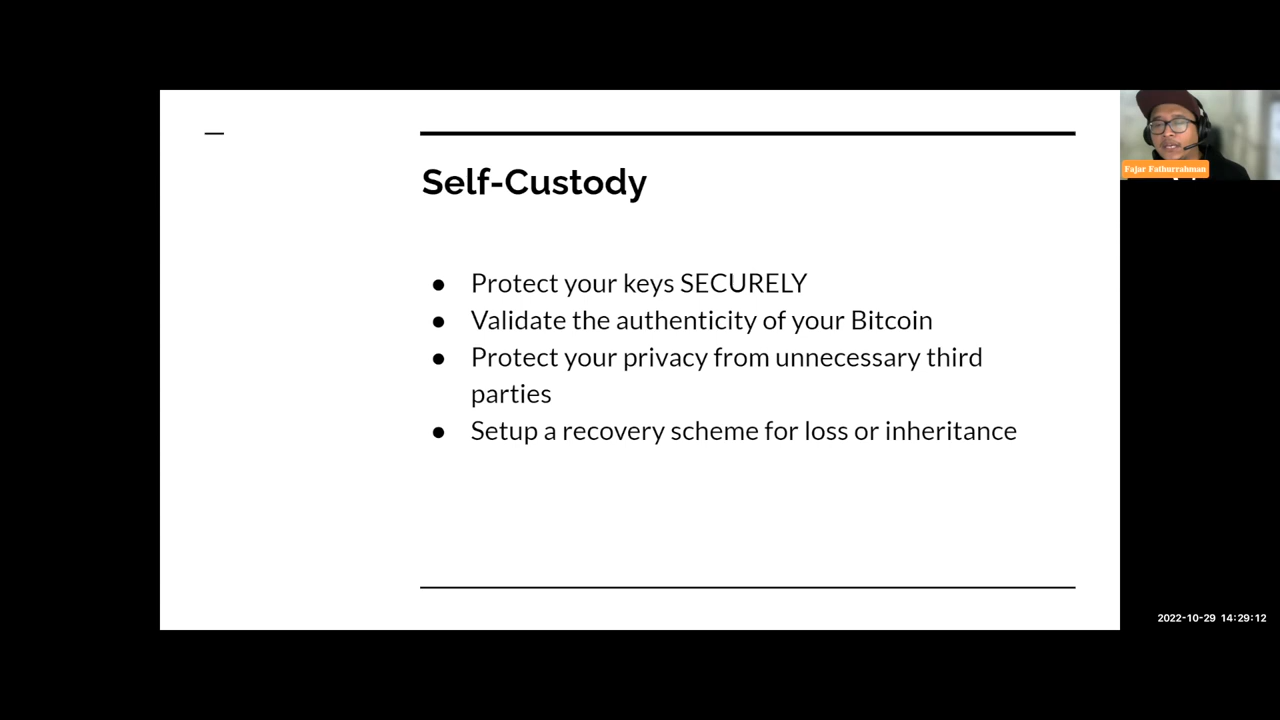 Self-Custody
● Protect your keys SECURELY
● Validate the authenticity of your Bitcoin
● Protect your privacy from unnecessary third
parties
● Setup a recovery scheme for loss or inheritance
Fajar Fathurrahman
2022-10-29 14:29:12